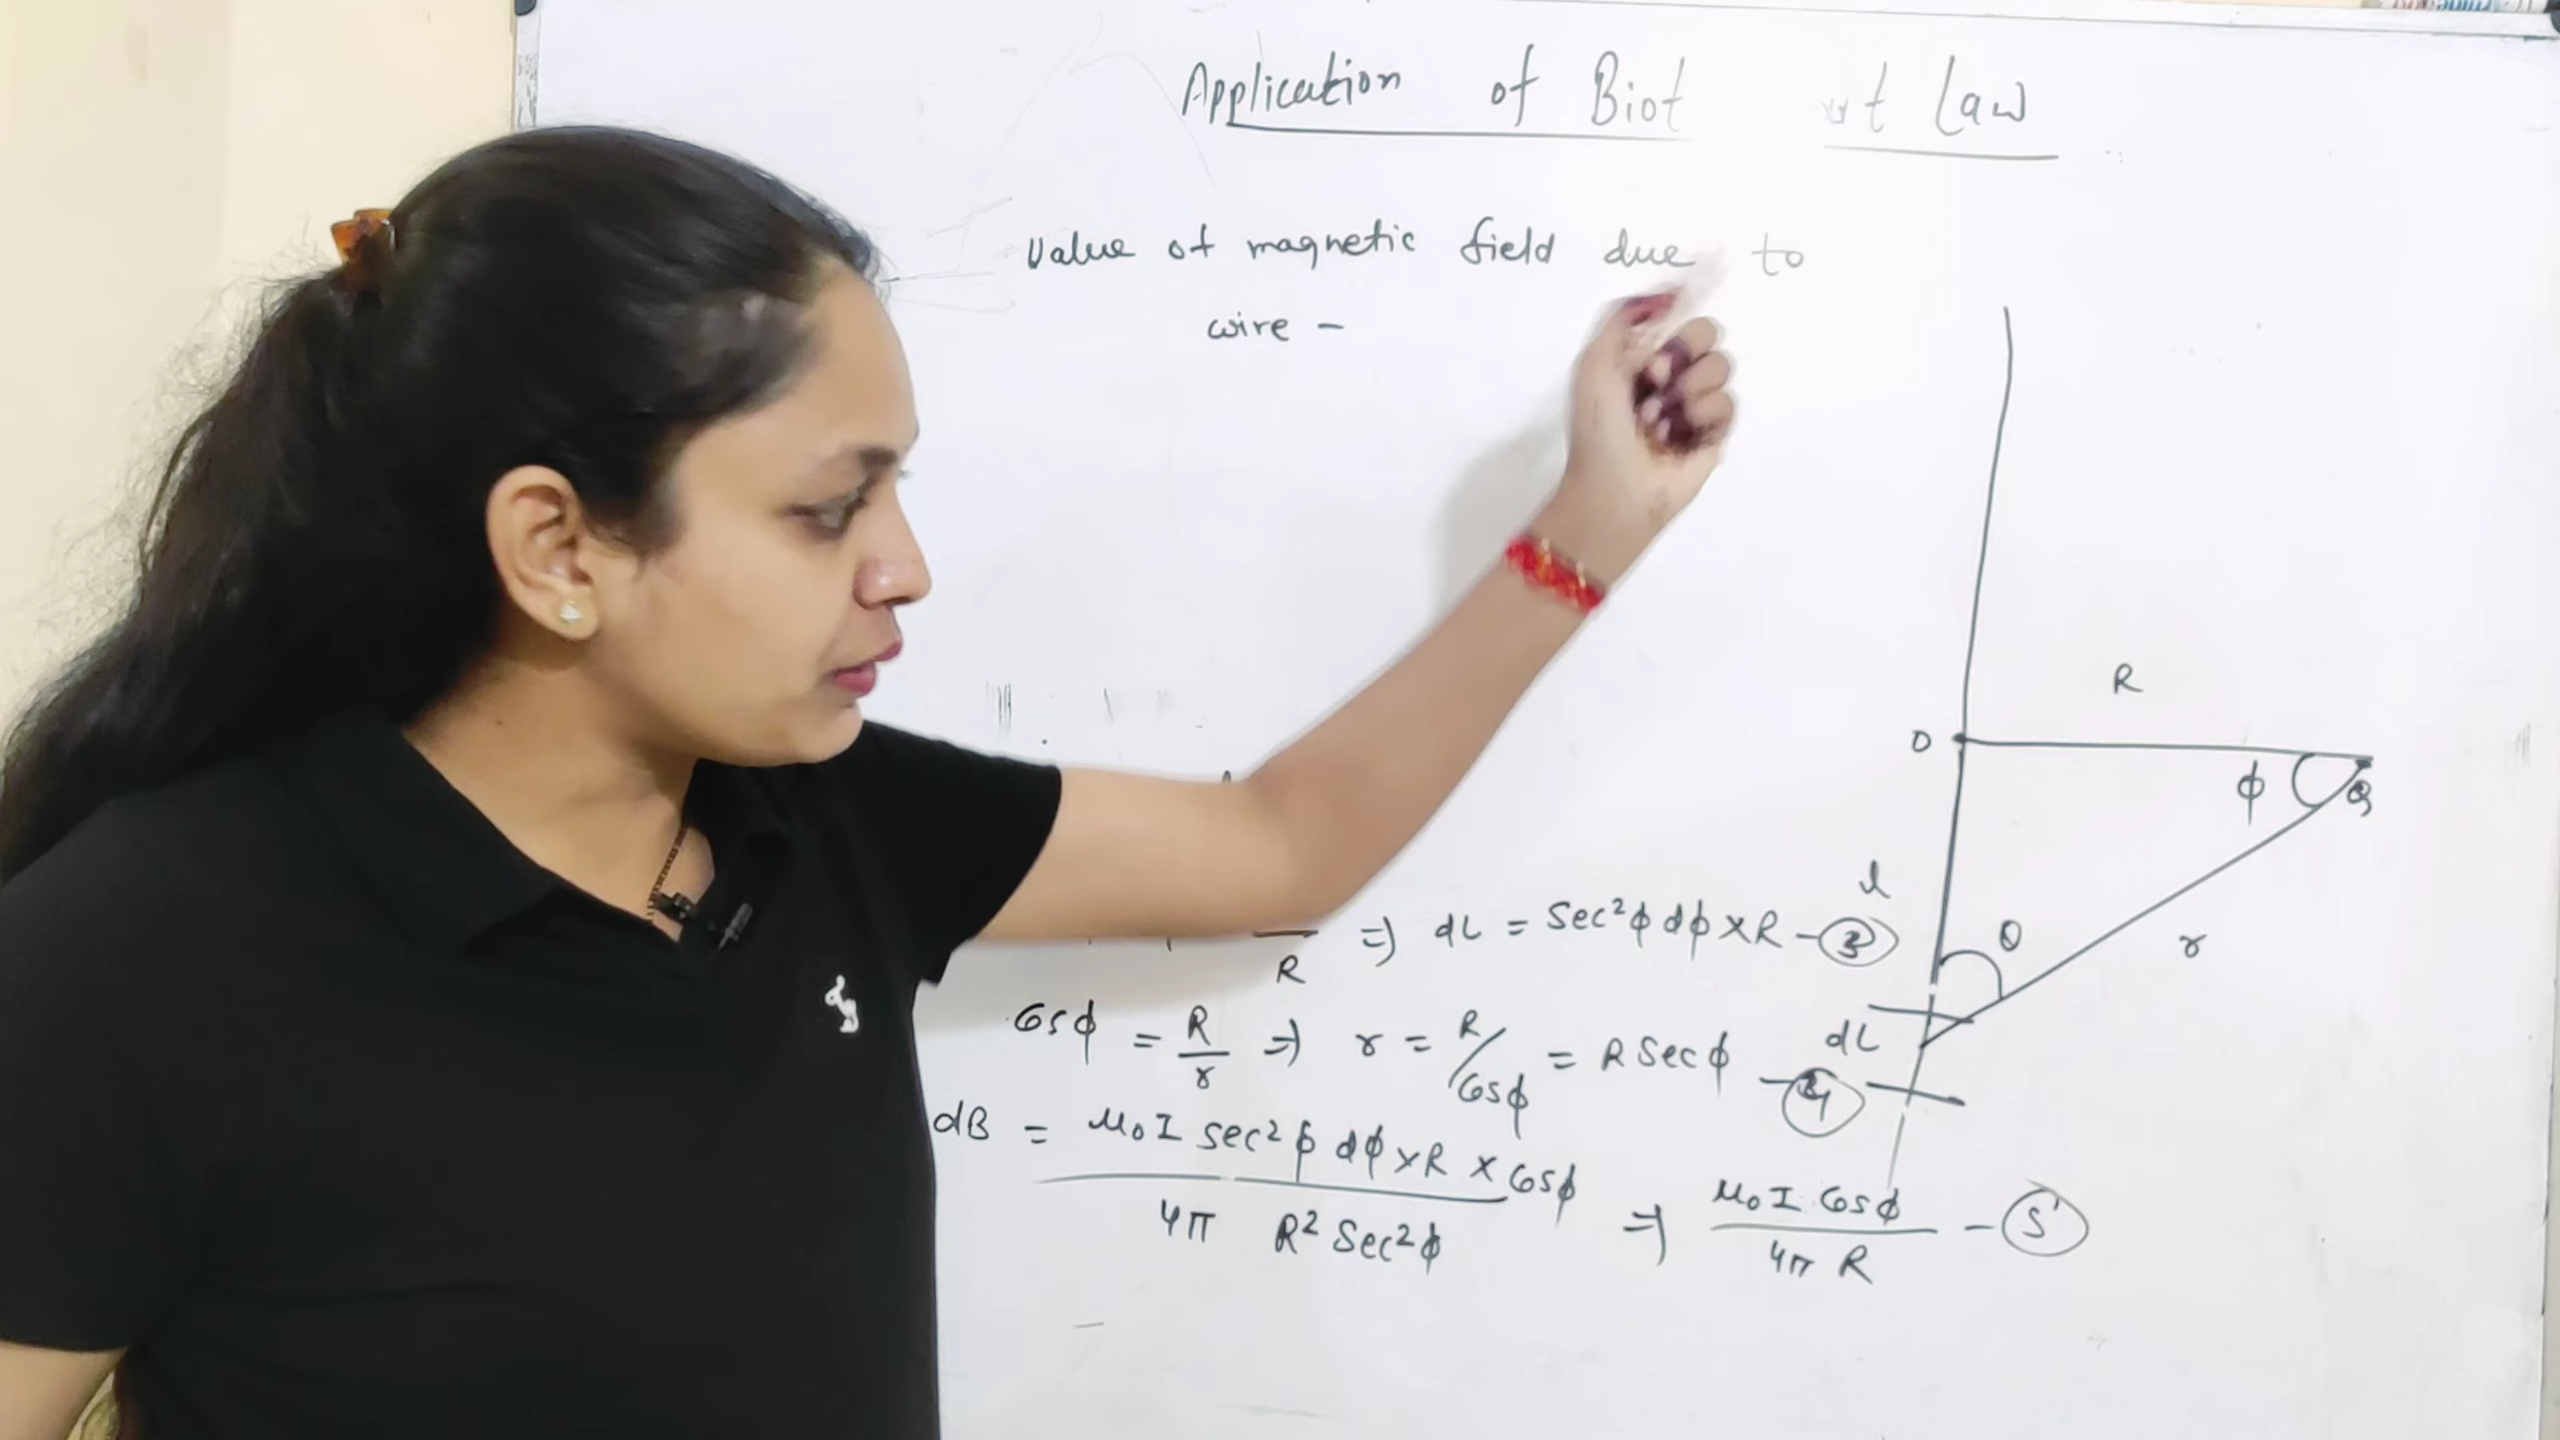 Application of Biot t Law
Value of magnetic field due to
wire -
R
O
ϕ Q
l
R ⇒ dL = Sec²ϕ dϕ × R - ③
θ
r
Cosϕ = R/r ⇒ r = R/Cosϕ = R Secϕ - ④
dL
dB = μ₀ I sec²ϕ dϕ × R × Cosϕ / 4π R² Sec²ϕ ⇒ μ₀ I Cosϕ / 4π R - ⑤